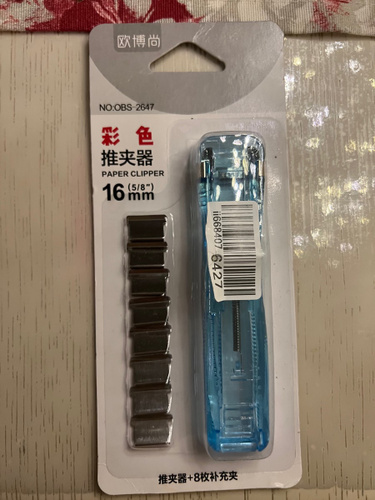 欧博尚
NO:OBS-2647
彩色
推夹器
PAPER CLIPPER
16mm (5/8")
ii668407-6427
推夹器+8枚补充夹